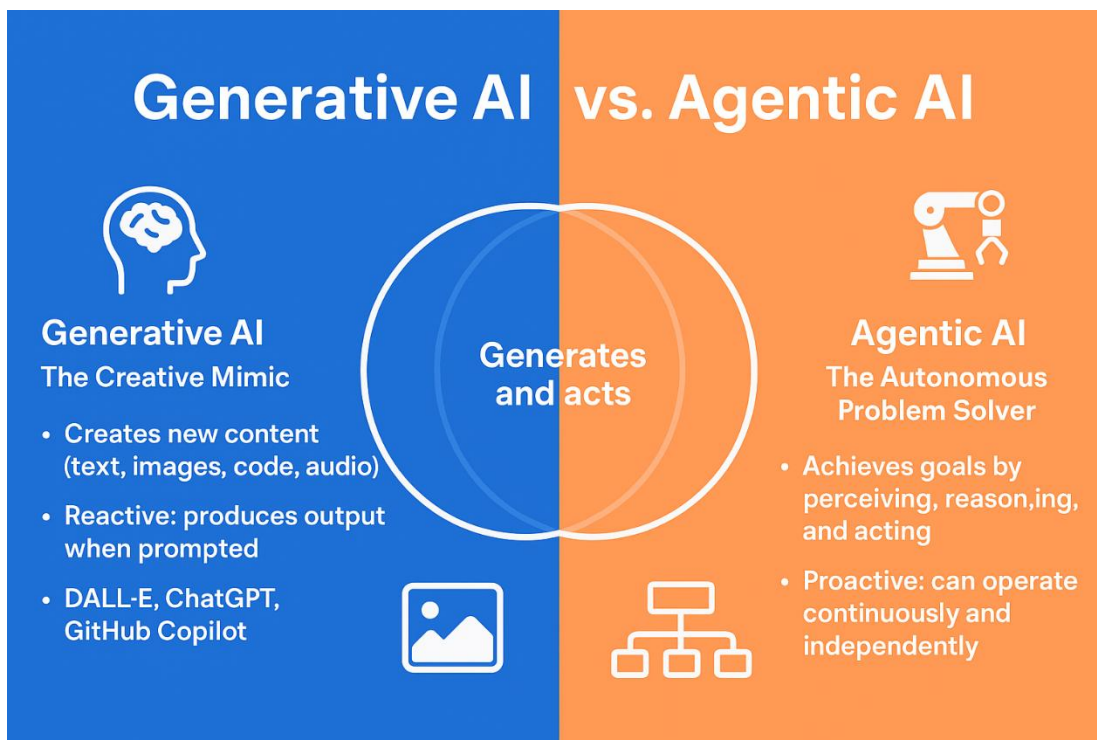 Generative AI vs. Agentic AI
Generative AI
The Creative Mimic
• Creates new content
(text, images, code, audio)
• Reactive: produces output
when prompted
• DALL-E, ChatGPT,
GitHub Copilot
Generates
and acts
Agentic AI
The Autonomous
Problem Solver
• Achieves goals by
perceiving, reason,ing,
and acting
• Proactive: can operate
continuously and
independently